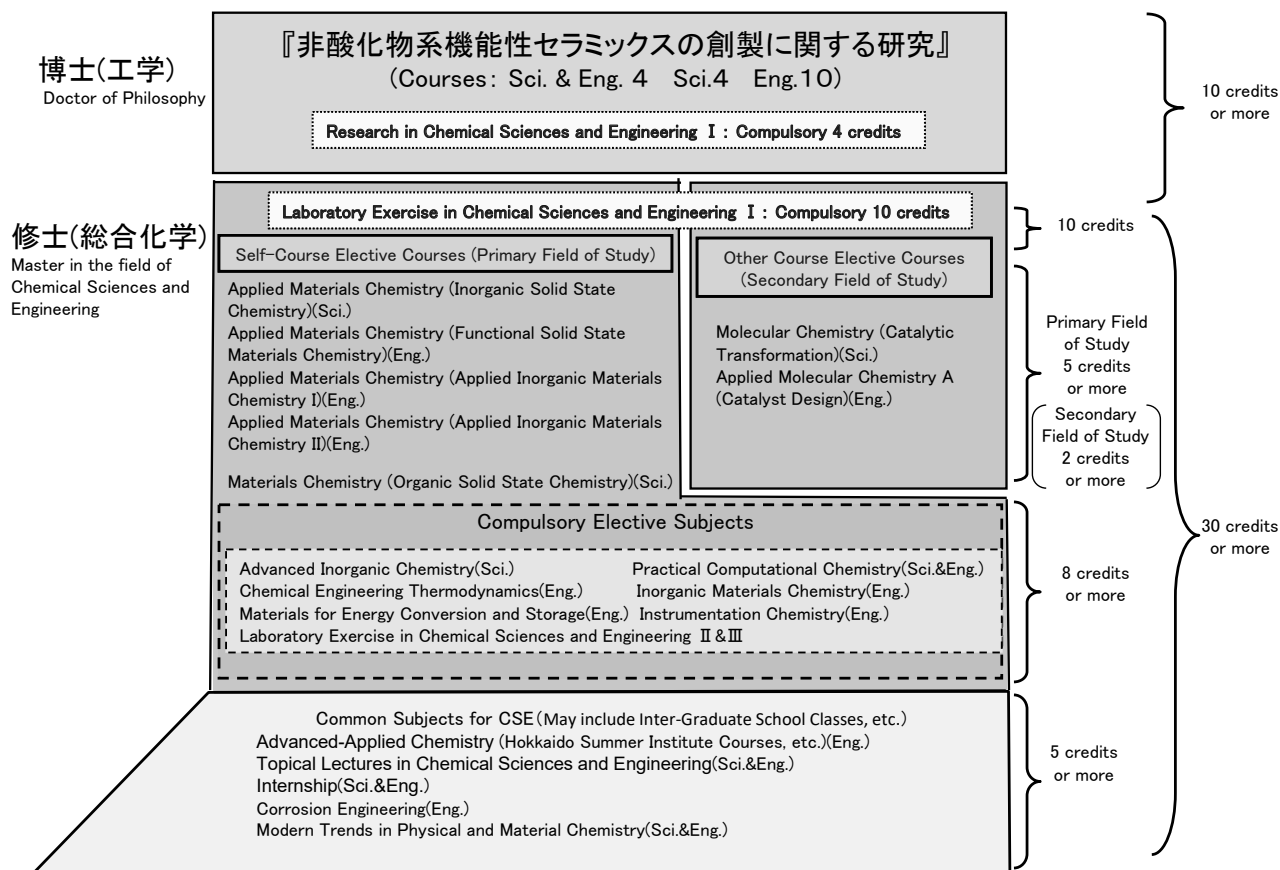 『非酸化物系機能性セラミックスの創製に関する研究』
(Courses: Sci. & Eng. 4 Sci.4 Eng.10)
Research in Chemical Sciences and Engineering Ⅰ : Compulsory 4 credits
博士(工学)
Doctor of Philosophy
10 credits
or more
修士(総合化学)
Master in the field of
Chemical Sciences and
Engineering
Laboratory Exercise in Chemical Sciences and Engineering Ⅰ : Compulsory 10 credits
10 credits
Self-Course Elective Courses (Primary Field of Study)
Applied Materials Chemistry (Inorganic Solid State
Chemistry)(Sci.)
Applied Materials Chemistry (Functional Solid State
Materials Chemistry)(Eng.)
Applied Materials Chemistry (Applied Inorganic Materials
Chemistry I)(Eng.)
Applied Materials Chemistry (Applied Inorganic Materials
Chemistry II)(Eng.)
Materials Chemistry (Organic Solid State Chemistry)(Sci.)
Other Course Elective Courses
(Secondary Field of Study)
Molecular Chemistry (Catalytic
Transformation)(Sci.)
Applied Molecular Chemistry A
(Catalyst Design)(Eng.)
Primary Field
of Study
5 credits
or more
Secondary
Field of Study
2 credits
or more
Compulsory Elective Subjects
Advanced Inorganic Chemistry(Sci.) Practical Computational Chemistry(Sci.&Eng.)
Chemical Engineering Thermodynamics(Eng.) Inorganic Materials Chemistry(Eng.)
Materials for Energy Conversion and Storage(Eng.) Instrumentation Chemistry(Eng.)
Laboratory Exercise in Chemical Sciences and Engineering Ⅱ&Ⅲ
8 credits
or more
30 credits
or more
Common Subjects for CSE(May include Inter-Graduate School Classes, etc.)
Advanced-Applied Chemistry (Hokkaido Summer Institute Courses, etc.)(Eng.)
Topical Lectures in Chemical Sciences and Engineering(Sci.&Eng.)
Internship(Sci.&Eng.)
Corrosion Engineering(Eng.)
Modern Trends in Physical and Material Chemistry(Sci.&Eng.)
5 credits
or more